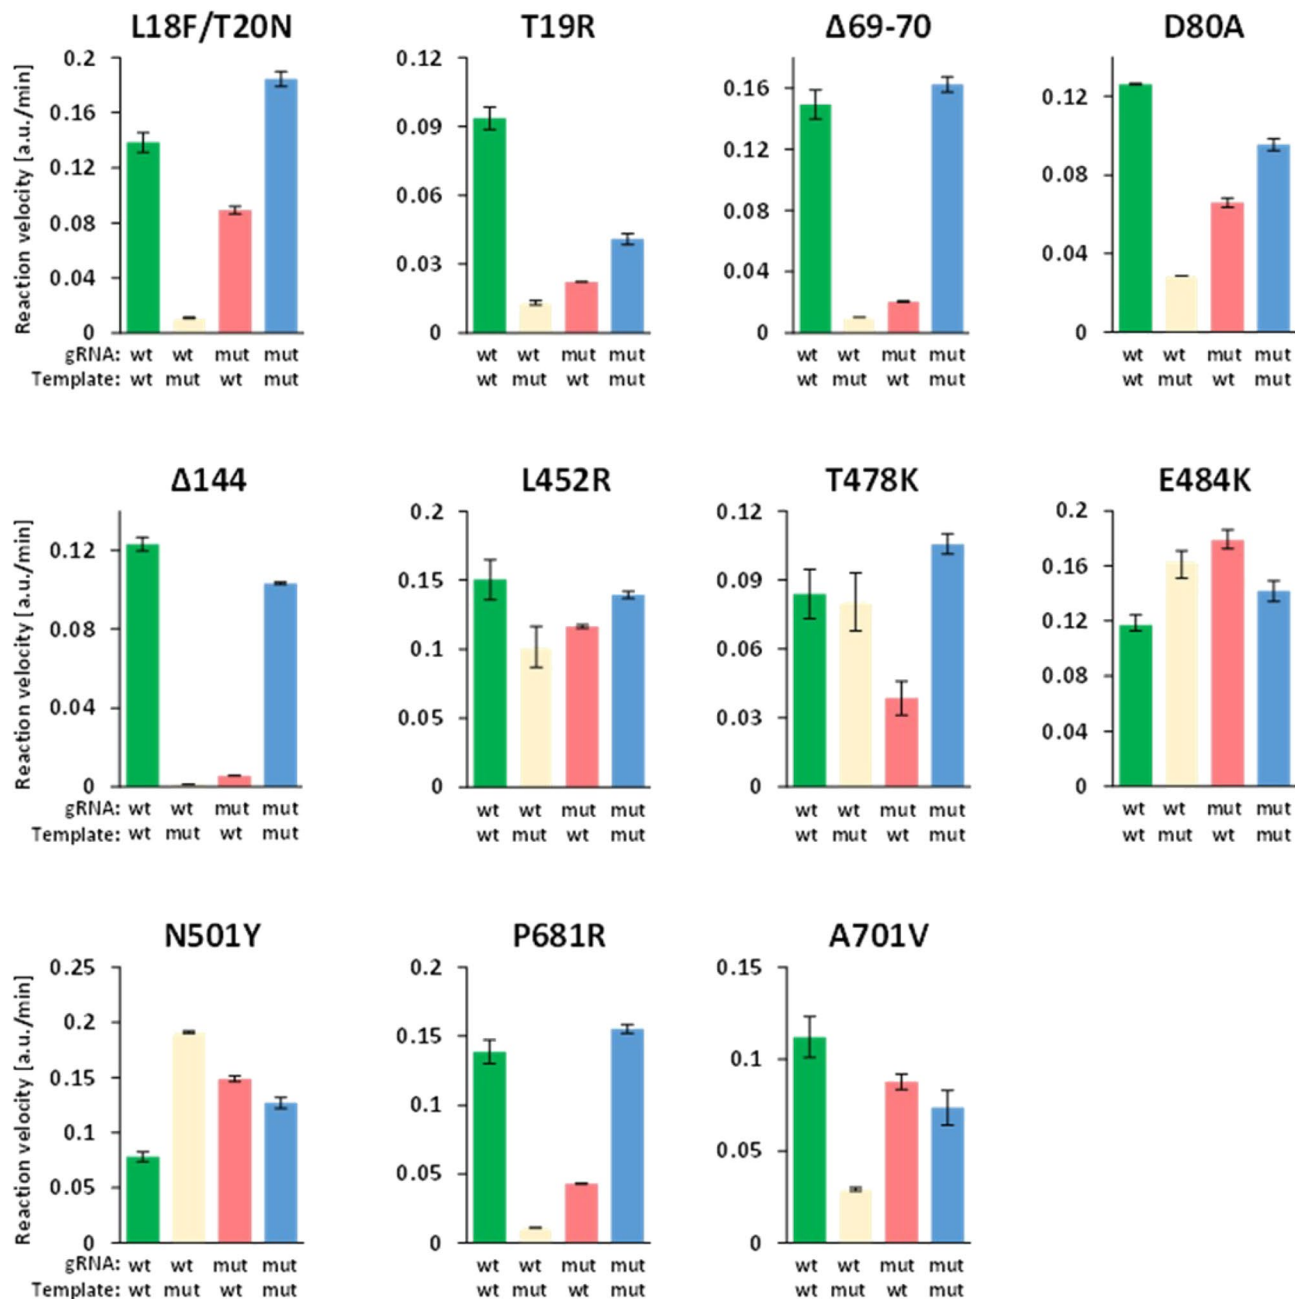 L18F/T20N
T19R
Δ69-70
D80A
Reaction velocity [a.u./min]
0.2
0.16
0.12
0.08
0.04
0
0.12
0.09
0.06
0.03
0
0.16
0.12
0.08
0.04
0
0.12
0.08
0.04
0
gRNA: wt wt mut mut
Template: wt mut wt mut
wt wt mut mut
wt mut wt mut
wt wt mut mut
wt mut wt mut
wt wt mut mut
wt mut wt mut
Δ144
L452R
T478K
E484K
Reaction velocity [a.u./min]
0.12
0.08
0.04
0
0.2
0.15
0.1
0.05
0
0.12
0.09
0.06
0.03
0
0.2
0.16
0.12
0.08
0.04
0
gRNA: wt wt mut mut
Template: wt mut wt mut
wt wt mut mut
wt mut wt mut
wt wt mut mut
wt mut wt mut
wt wt mut mut
wt mut wt mut
N501Y
P681R
A701V
Reaction velocity [a.u./min]
0.25
0.2
0.15
0.1
0.05
0
0.2
0.15
0.1
0.05
0
0.15
0.1
0.05
0
gRNA: wt wt mut mut
Template: wt mut wt mut
wt wt mut mut
wt mut wt mut
wt wt mut mut
wt mut wt mut